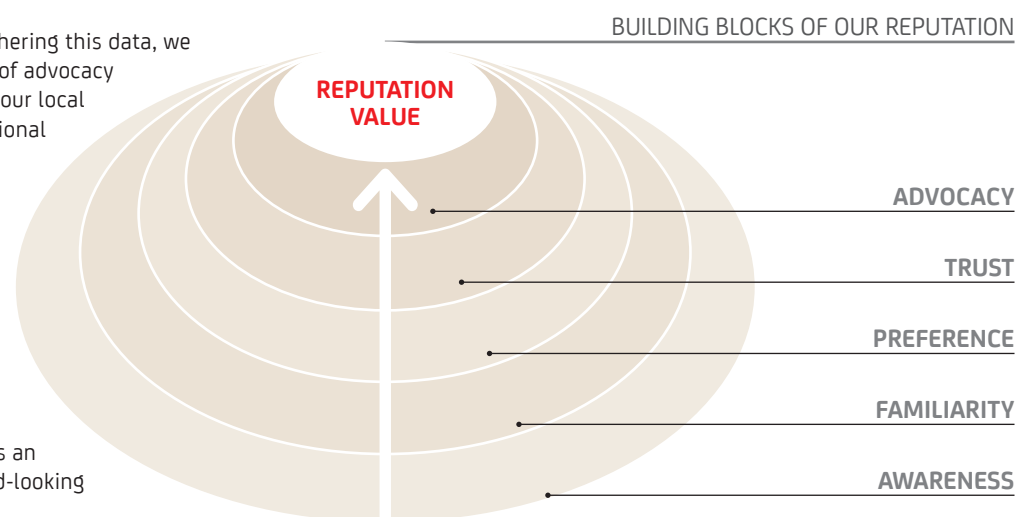 hering this data, we
of advocacy
our local
ional
s an
d-looking
BUILDING BLOCKS OF OUR REPUTATION
REPUTATION
VALUE
ADVOCACY
TRUST
PREFERENCE
FAMILIARITY
AWARENESS